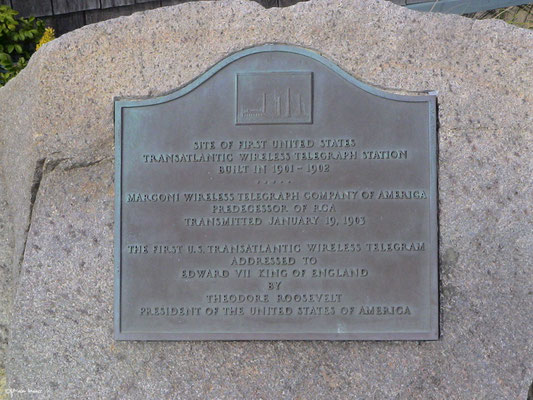 SITE OF FIRST UNITED STATES
TRANSATLANTIC WIRELESS TELEGRAPH STATION
BUILT IN 1901-1902
.....
MARCONI WIRELESS TELEGRAPH COMPANY OF AMERICA
PREDECESSOR OF RCA
TRANSMITTED JANUARY 19, 1903
THE FIRST U.S. TRANSATLANTIC WIRELESS TELEGRAM
ADDRESSED TO
EDWARD VII KING OF ENGLAND
BY
THEODORE ROOSEVELT
PRESIDENT OF THE UNITED STATES OF AMERICA